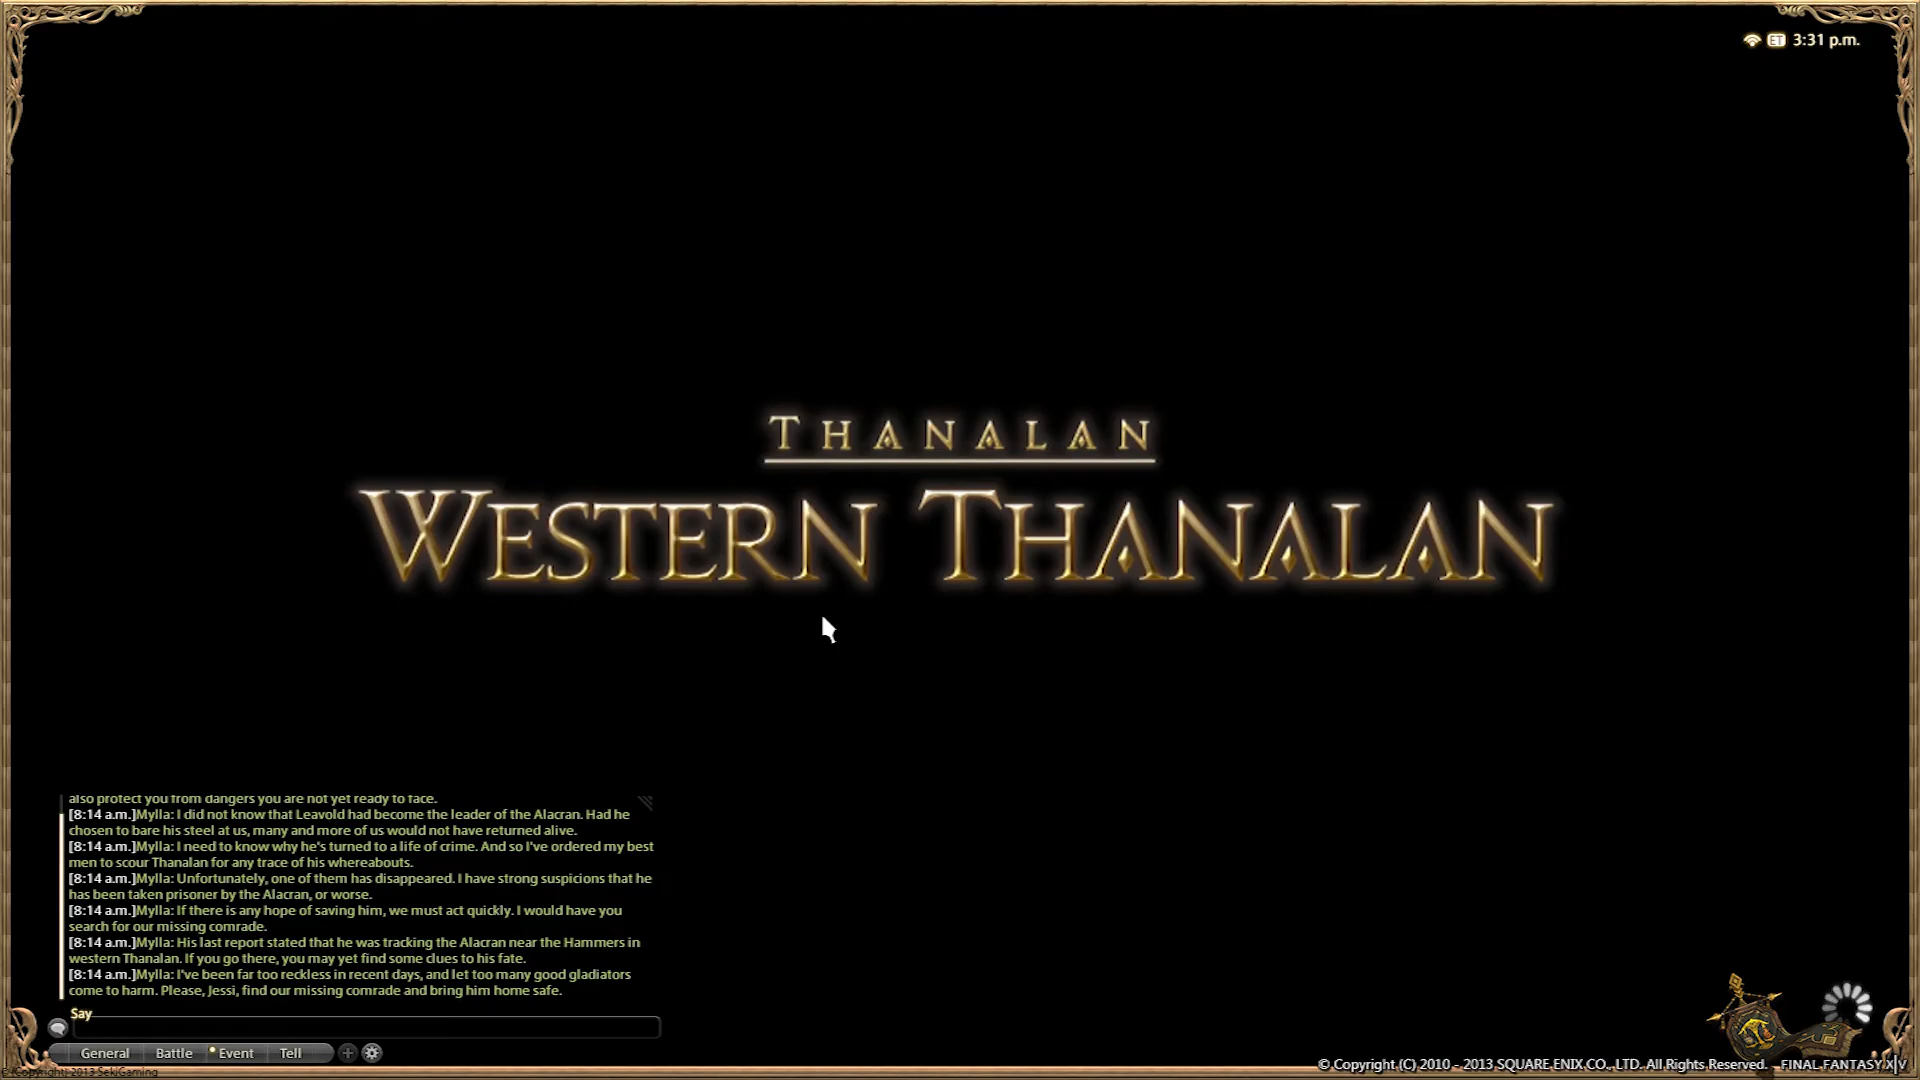 ET 3:31 p.m.
THANALAN
WESTERN THANALAN
also protect you from dangers you are not yet ready to face.
[8:14 a.m.]Mylla: I did not know that Leavold had become the leader of the Alacran. Had he
chosen to bare his steel at us, many and more of us would not have returned alive.
[8:14 a.m.]Mylla: I need to know why he's turned to a life of crime. And so I've ordered my best
men to scour Thanalan for any trace of his whereabouts.
[8:14 a.m.]Mylla: Unfortunately, one of them has disappeared. I have strong suspicions that he
has been taken prisoner by the Alacran, or worse.
[8:14 a.m.]Mylla: If there is any hope of saving him, we must act quickly. I would have you
search for our missing comrade.
[8:14 a.m.]Mylla: His last report stated that he was tracking the Alacran near the Hammers in
western Thanalan. If you go there, you may yet find some clues to his fate.
[8:14 a.m.]Mylla: I've been far too reckless in recent days, and let too many good gladiators
come to harm. Please, Jessi, find our missing comrade and bring him home safe.
Say
General Battle Event Tell
© Copyright (C) 2010 - 2013 SQUARE ENIX CO., LTD. All Rights Reserved. - FINAL FANTASY XIV
©(Copyright) 2013 SekiGaming